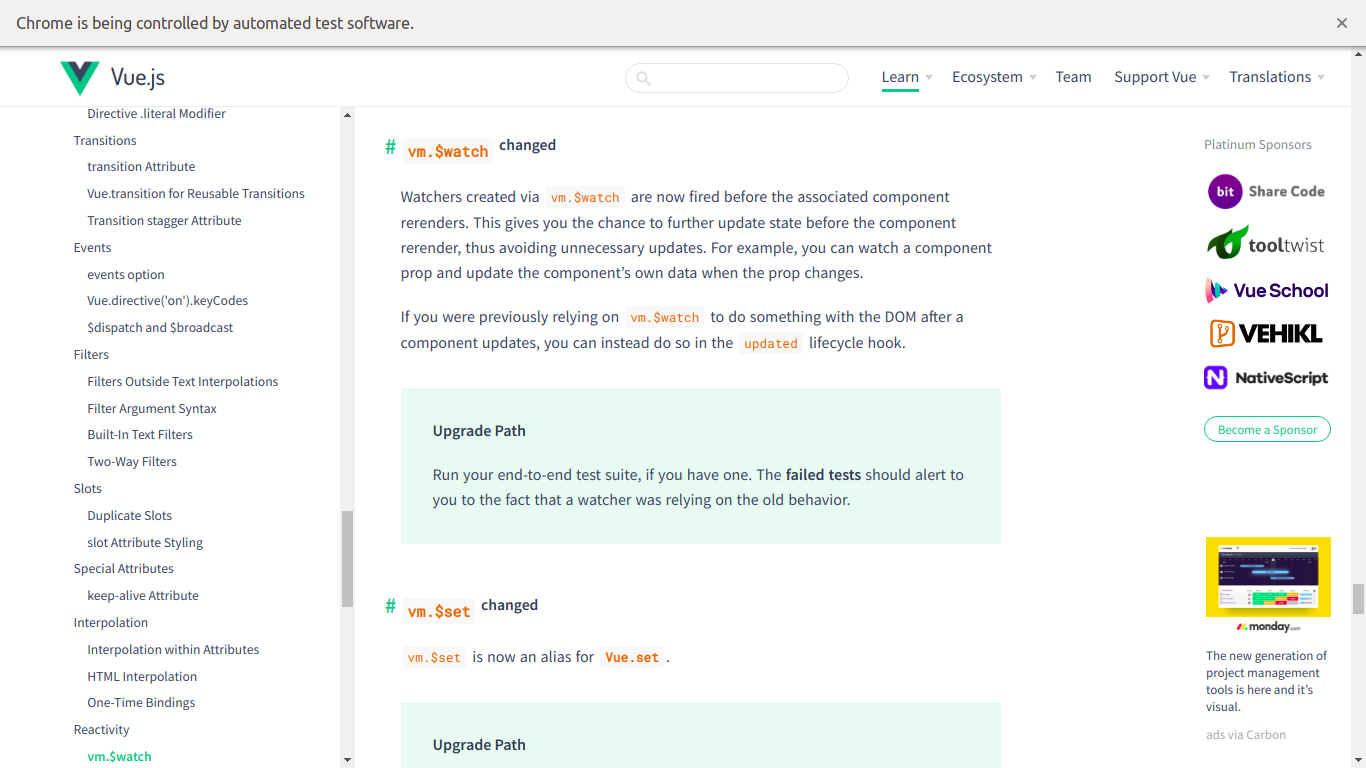 Chrome is being controlled by automated test software.
Vue.js
Learn
Ecosystem
Team
Support Vue
Translations
Directive .literal Modifier
Transitions
transition Attribute
Vue.transition for Reusable Transitions
Transition stagger Attribute
Events
events option
Vue.directive('on').keyCodes
$dispatch and $broadcast
Filters
Filters Outside Text Interpolations
Filter Argument Syntax
Built-In Text Filters
Two-Way Filters
Slots
Duplicate Slots
slot Attribute Styling
Special Attributes
keep-alive Attribute
Interpolation
Interpolation within Attributes
HTML Interpolation
One-Time Bindings
Reactivity
vm.$watch
# vm.$watch changed
Watchers created via vm.$watch are now fired before the associated component
rerenders. This gives you the chance to further update state before the component
rerender, thus avoiding unnecessary updates. For example, you can watch a component
prop and update the component’s own data when the prop changes.
If you were previously relying on vm.$watch to do something with the DOM after a
component updates, you can instead do so in the updated lifecycle hook.
Upgrade Path
Run your end-to-end test suite, if you have one. The failed tests should alert to
you to the fact that a watcher was relying on the old behavior.
# vm.$set changed
vm.$set is now an alias for Vue.set .
Upgrade Path
Platinum Sponsors
bit Share Code
tooltwist
Vue School
VEHIKL
NativeScript
Become a Sponsor
monday.com
The new generation of
project management
tools is here and it’s
visual.
ads via Carbon